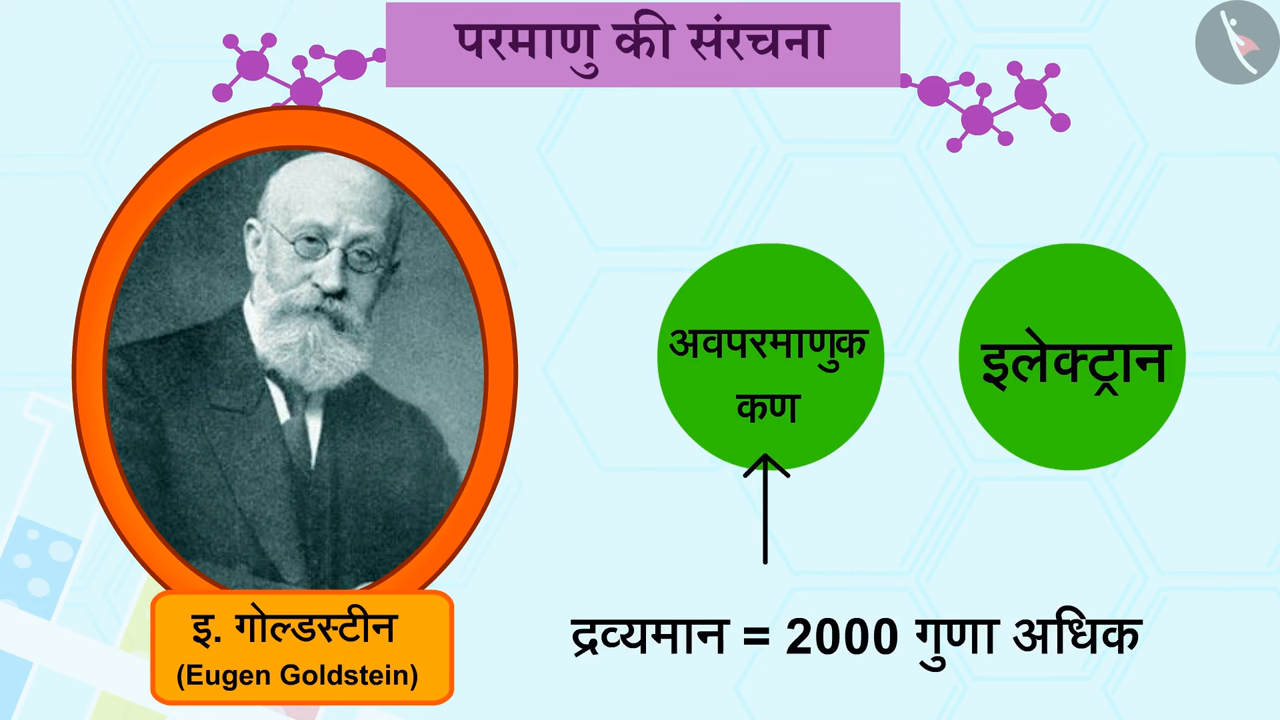 परमाणु की संरचना
अवपरमाणुक
कण
इलेक्ट्रान
द्रव्यमान = 2000 गुणा अधिक
इ. गोल्डस्टीन
(Eugen Goldstein)